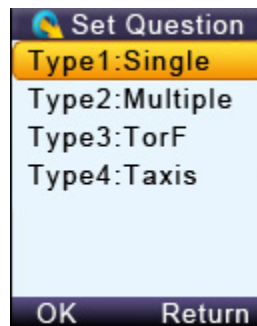 Set Question
Type1:Single
Type2:Multiple
Type3:TorF
Type4:Taxis
OK Return